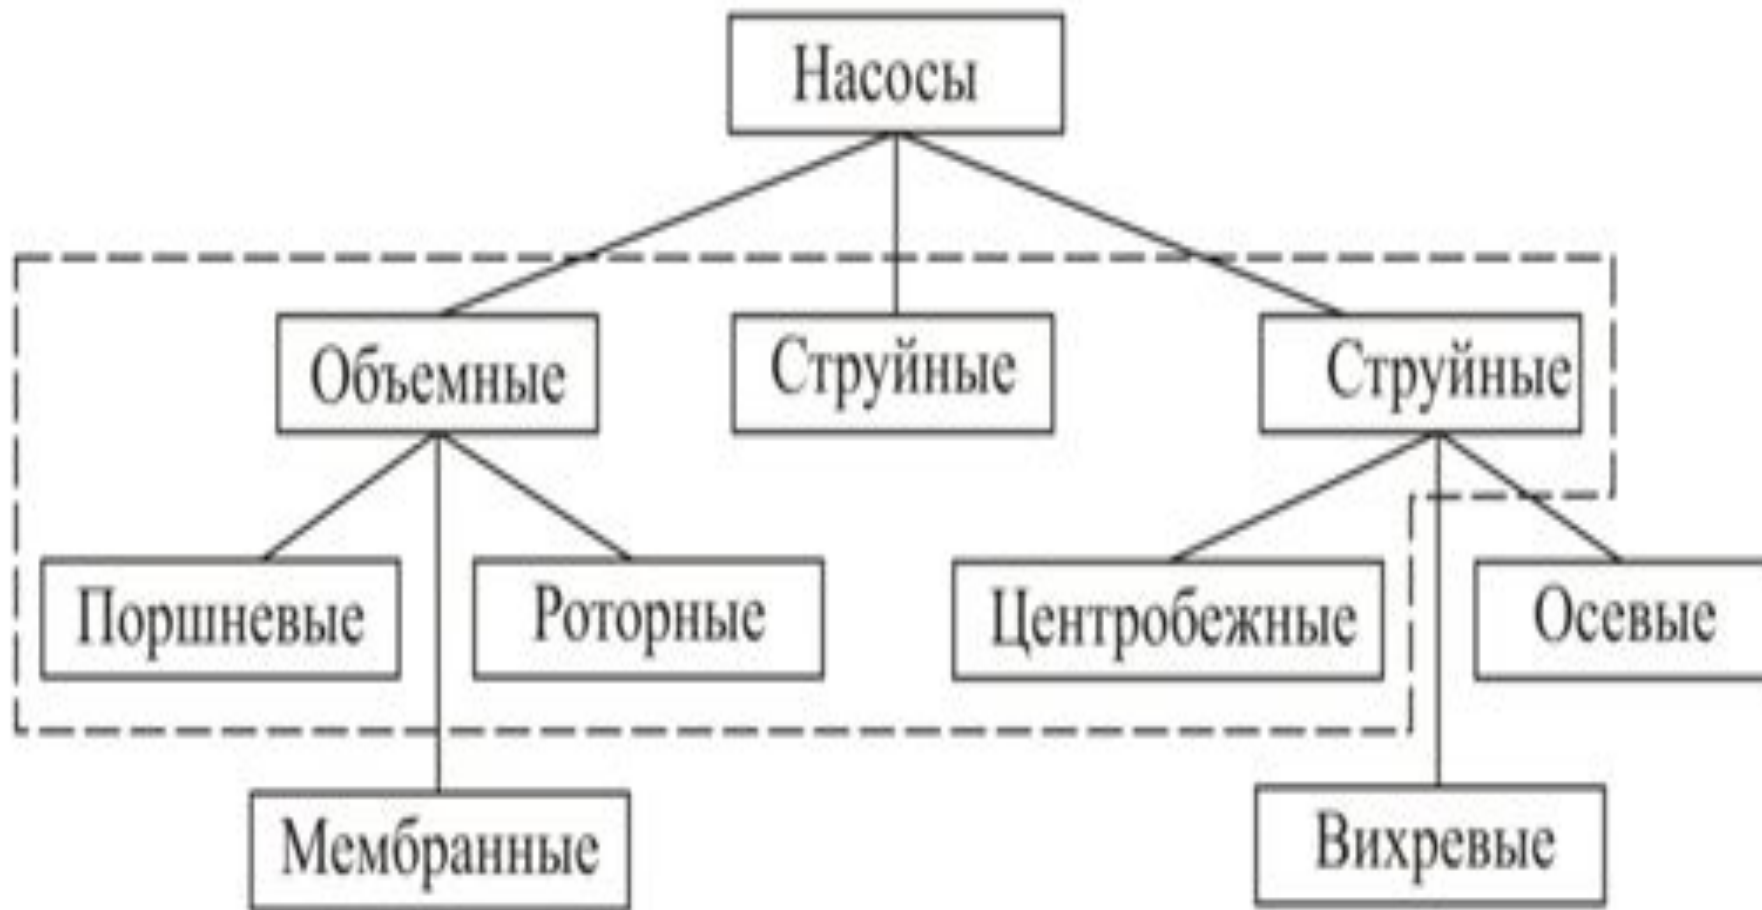 Насосы
Объемные
Струйные
Струйные
Поршневые
Роторные
Центробежные
Осевые
Мембранные
Вихревые